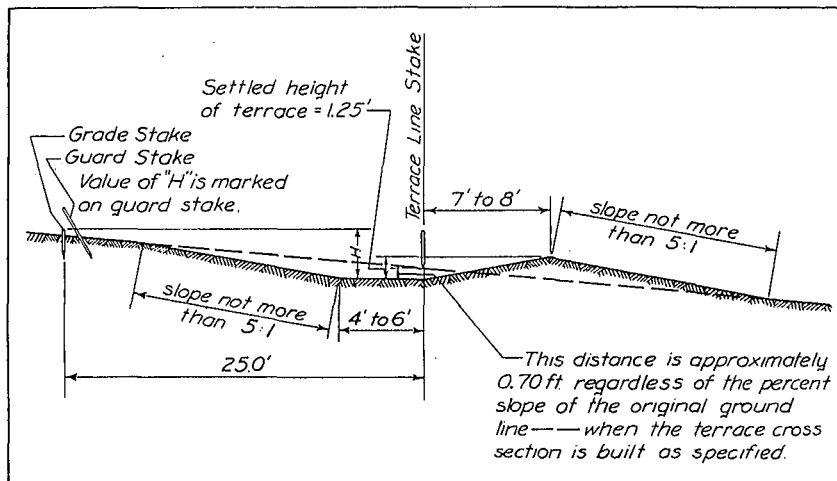 Settled height
of terrace = 1.25'
Terrace Line Stake
Grade Stake
Guard Stake
Value of "H" is marked
on guard stake.
7' to 8'
slope not more
than 5:1
H
slope not more
than 5:1
4' to 6'
25.0'
This distance is approximately
0.70 ft. regardless of the percent
slope of the original ground
line — — when the terrace cross
section is built as specified.